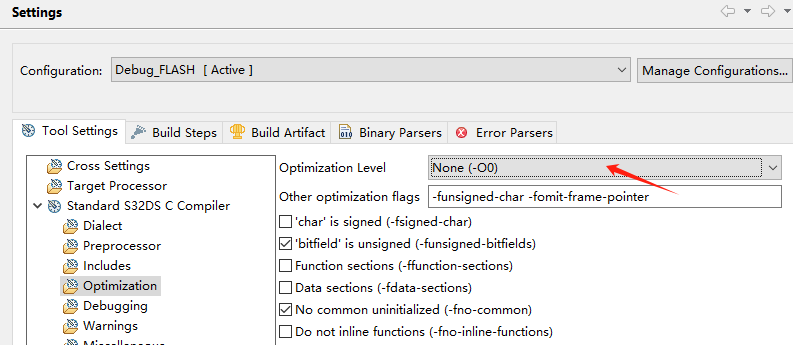 Settings
Configuration: Debug_FLASH [ Active ] Manage Configurations...
Tool Settings Build Steps Build Artifact Binary Parsers Error Parsers
Cross Settings
Target Processor
Standard S32DS C Compiler
Dialect
Preprocessor
Includes
Optimization
Debugging
Warnings
Optimization Level None (-O0)
Other optimization flags -funsigned-char -fomit-frame-pointer
'char' is signed (-fsigned-char)
'bitfield' is unsigned (-funsigned-bitfields)
Function sections (-ffunction-sections)
Data sections (-fdata-sections)
No common uninitialized (-fno-common)
Do not inline functions (-fno-inline-functions)